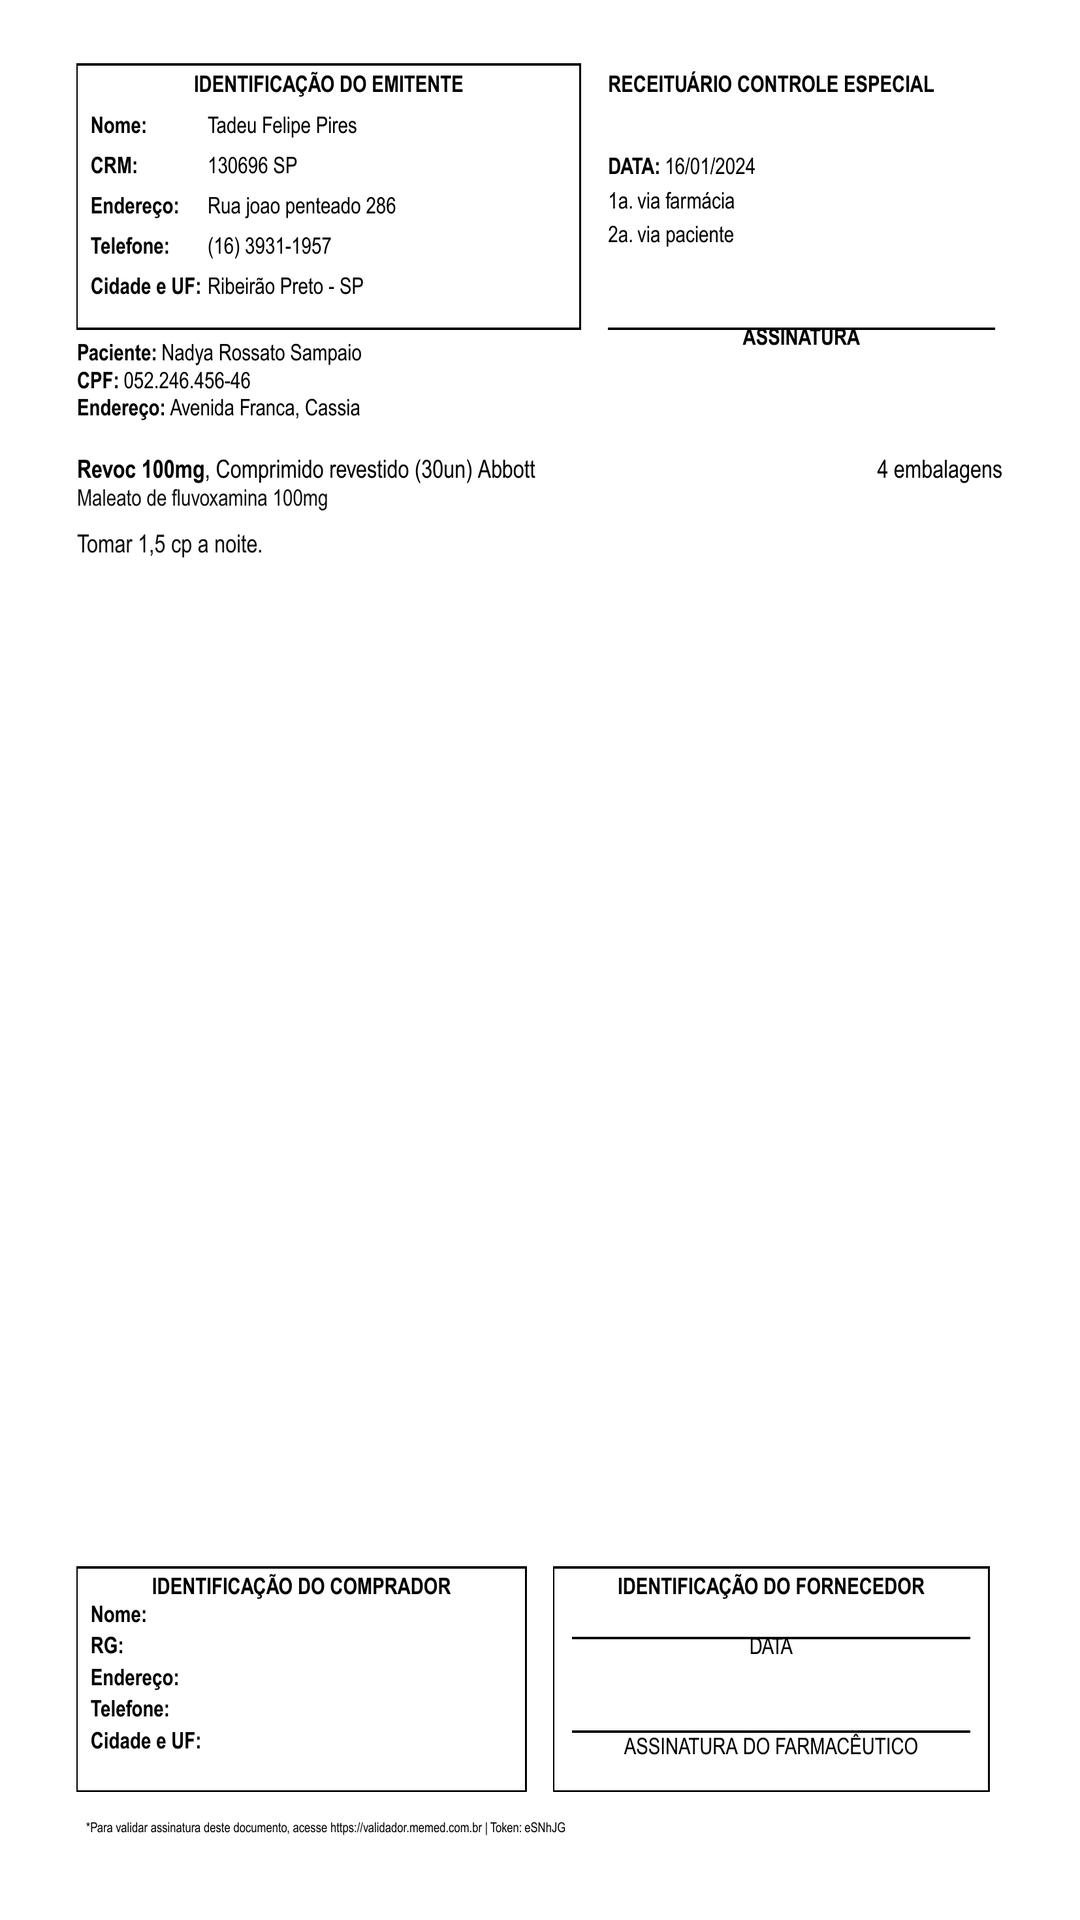 IDENTIFICAÇÃO DO EMITENTE
Nome: Tadeu Felipe Pires
CRM: 130696 SP
Endereço: Rua joao penteado 286
Telefone: (16) 3931-1957
Cidade e UF: Ribeirão Preto - SP
RECEITUÁRIO CONTROLE ESPECIAL
DATA: 16/01/2024
1a. via farmácia
2a. via paciente
ASSINATURA
Paciente: Nadya Rossato Sampaio
CPF: 052.246.456-46
Endereço: Avenida Franca, Cassia
Revoc 100mg, Comprimido revestido (30un) Abbott 4 embalagens
Maleato de fluvoxamina 100mg
Tomar 1,5 cp a noite.
IDENTIFICAÇÃO DO COMPRADOR
Nome:
RG:
Endereço:
Telefone:
Cidade e UF:
IDENTIFICAÇÃO DO FORNECEDOR
DATA
ASSINATURA DO FARMACÊUTICO
*Para validar assinatura deste documento, acesse https://validador.memed.com.br | Token: eSNhJG